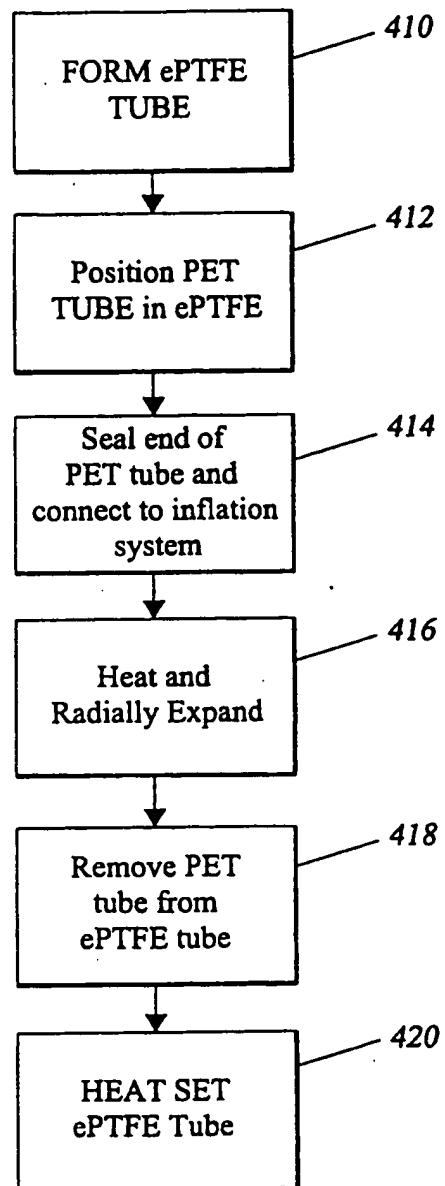 410
FORM ePTFE
TUBE
412
Position PET
TUBE in ePTFE
414
Seal end of
PET tube and
connect to inflation
system
416
Heat and
Radially Expand
418
Remove PET
tube from
ePTFE tube
420
HEAT SET
ePTFE Tube